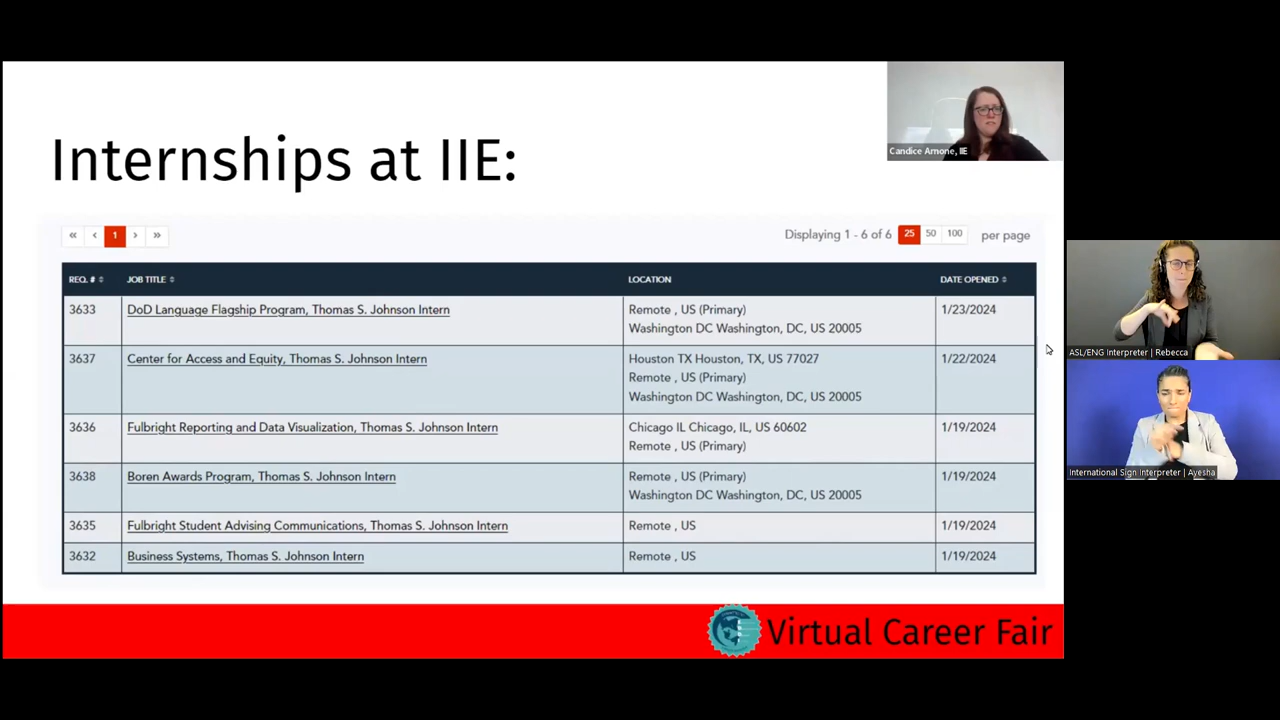 Internships at IIE:
Candice Arnone, IIE
« ‹ 1 › »
Displaying 1 - 6 of 6 25 50 100 per page
REQ. # JOB TITLE LOCATION DATE OPENED
3633 DoD Language Flagship Program, Thomas S. Johnson Intern Remote , US (Primary) 1/23/2024
Washington DC Washington, DC, US 20005
3637 Center for Access and Equity, Thomas S. Johnson Intern Houston TX Houston, TX, US 77027 1/22/2024
Remote , US (Primary)
Washington DC Washington, DC, US 20005
3636 Fulbright Reporting and Data Visualization, Thomas S. Johnson Intern Chicago IL Chicago, IL, US 60602 1/19/2024
Remote , US (Primary)
3638 Boren Awards Program, Thomas S. Johnson Intern Remote , US (Primary) 1/19/2024
Washington DC Washington, DC, US 20005
3635 Fulbright Student Advising Communications, Thomas S. Johnson Intern Remote , US 1/19/2024
3632 Business Systems, Thomas S. Johnson Intern Remote , US 1/19/2024
Virtual Career Fair
ASL/ENG Interpreter | Rebecca
International Sign Interpreter | Ayesha